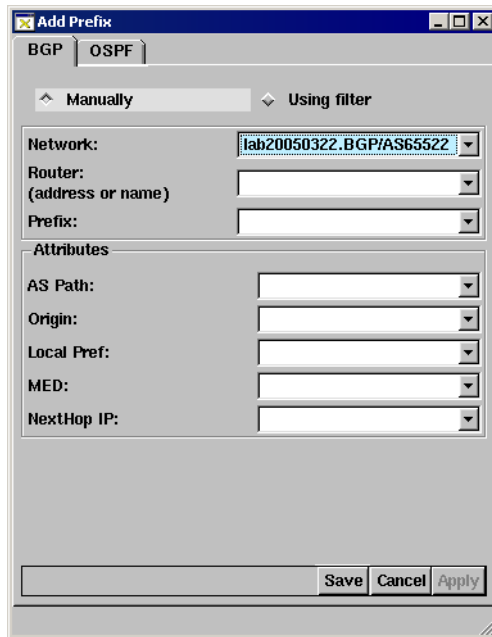 Add Prefix
BGP OSPF
Manually Using filter
Network: lab20050322.BGP/AS65522
Router:
(address or name)
Prefix:
Attributes
AS Path:
Origin:
Local Pref:
MED:
NextHop IP:
Save Cancel Apply